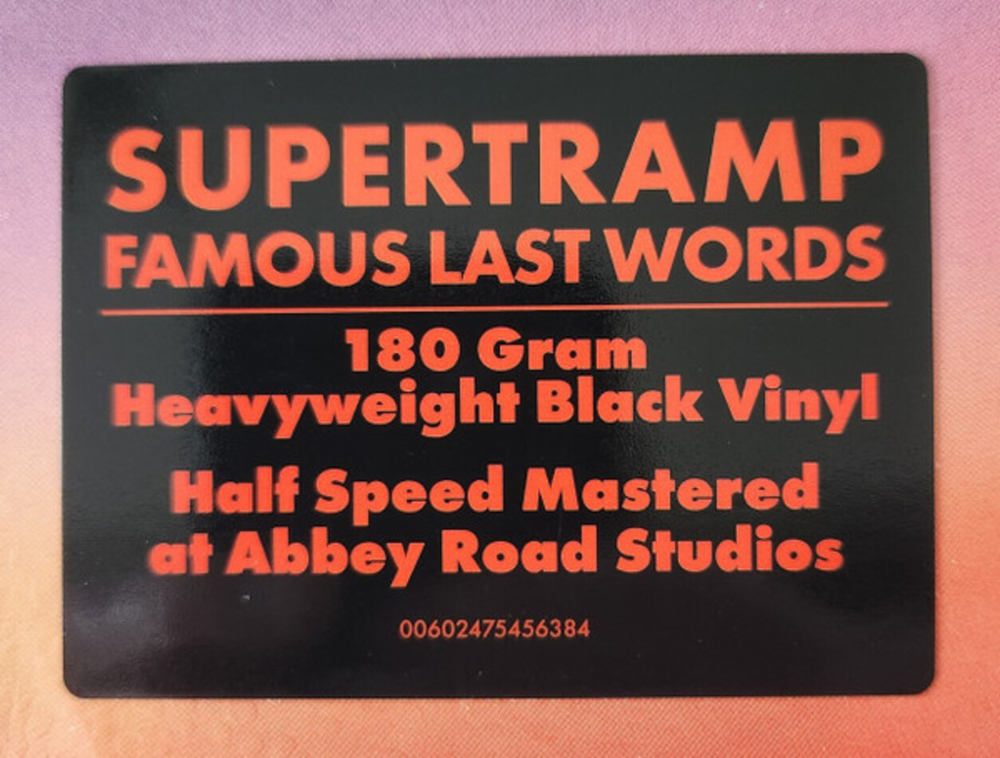 SUPERTRAMP
FAMOUS LAST WORDS
180 Gram
Heavyweight Black Vinyl
Half Speed Mastered
at Abbey Road Studios
00602475456384